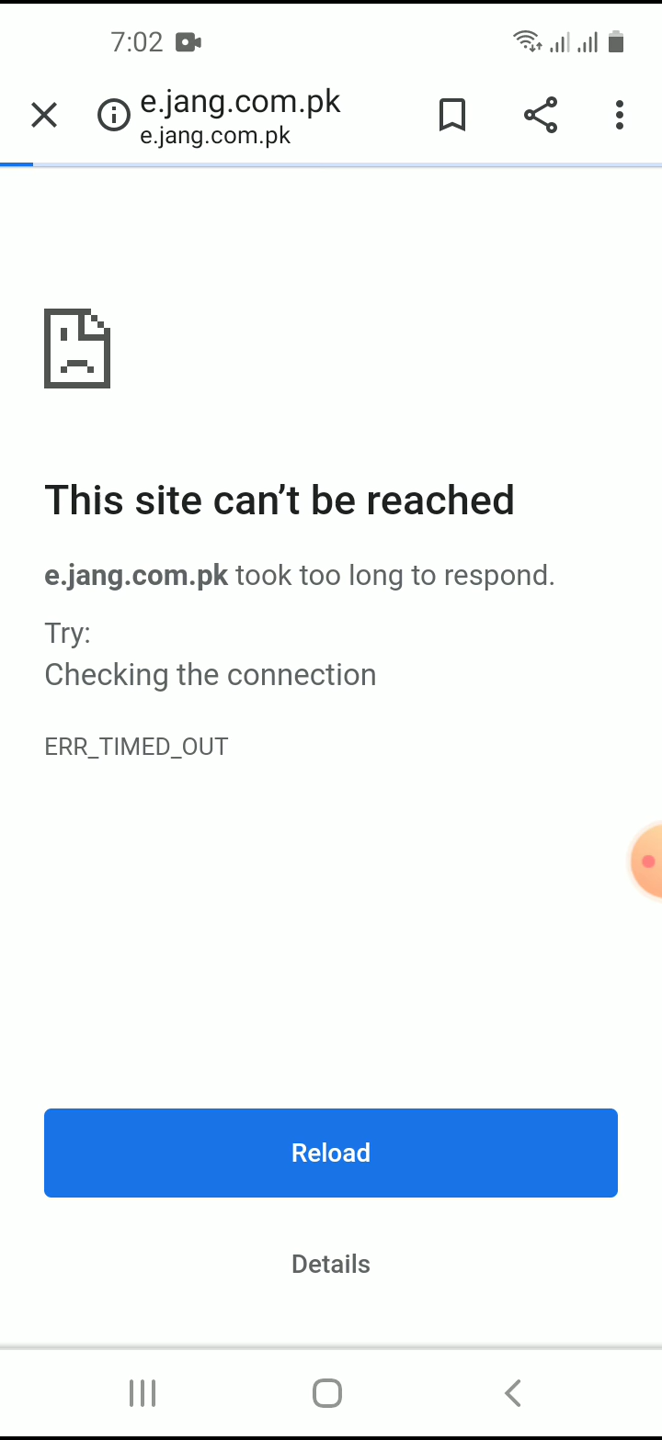 7:02
e.jang.com.pk
e.jang.com.pk
This site can’t be reached
e.jang.com.pk took too long to respond.
Try:
Checking the connection
ERR_TIMED_OUT
Reload
Details